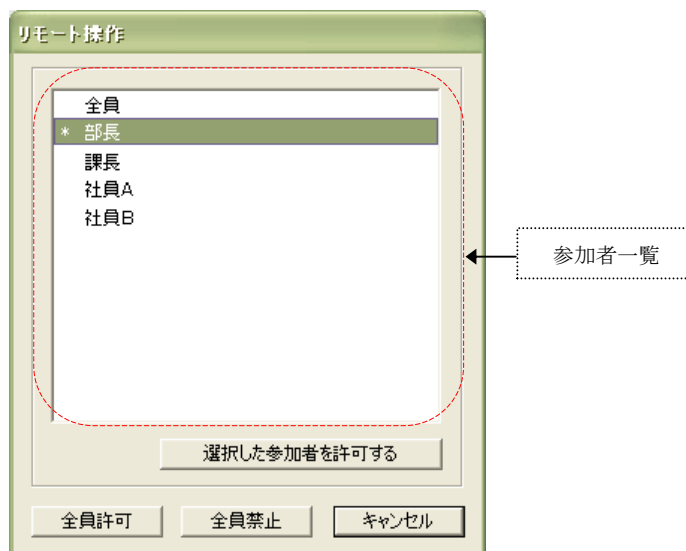 リモート操作
全員
* 部長
課長
社員A
社員B
参加者一覧
選択した参加者を許可する
全員許可
全員禁止
キャンセル